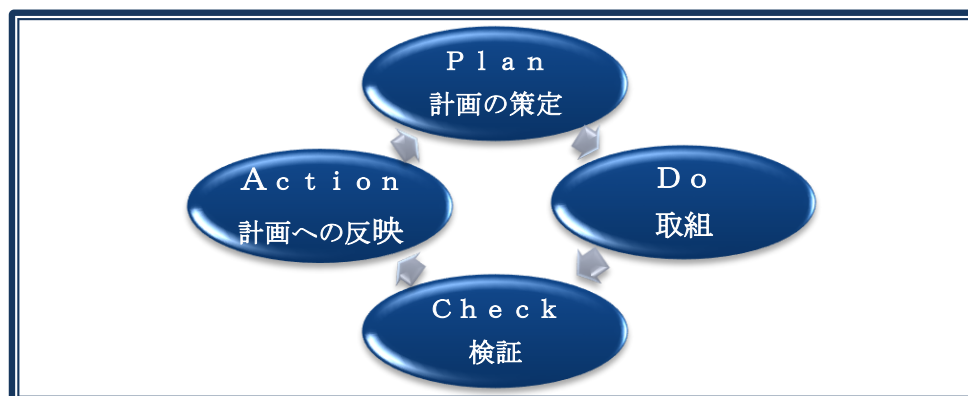 Ｐｌａｎ
計画の策定
Ａｃｔｉｏｎ
計画への反映
Ｄｏ
取組
Ｃｈｅｃｋ
検証